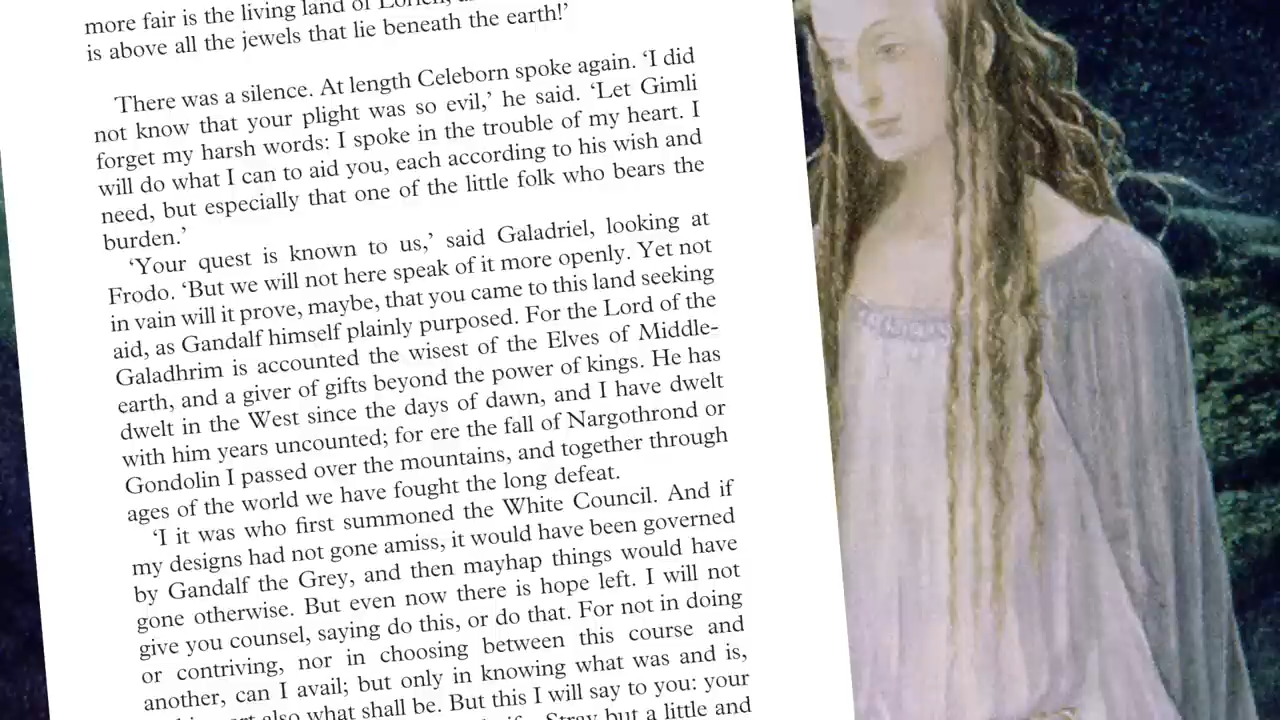 more fair is the living land of Lórien,
is above all the jewels that lie beneath the earth!’
There was a silence. At length Celeborn spoke again. ‘I did
not know that your plight was so evil,’ he said. ‘Let Gimli
forget my harsh words: I spoke in the trouble of my heart. I
will do what I can to aid you, each according to his wish and
need, but especially that one of the little folk who bears the
burden.’
‘Your quest is known to us,’ said Galadriel, looking at
Frodo. ‘But we will not here speak of it more openly. Yet not
in vain will it prove, maybe, that you came to this land seeking
aid, as Gandalf himself plainly purposed. For the Lord of the
Galadhrim is accounted the wisest of the Elves of Middle-
earth, and a giver of gifts beyond the power of kings. He has
dwelt in the West since the days of dawn, and I have dwelt
with him years uncounted; for ere the fall of Nargothrond or
Gondolin I passed over the mountains, and together through
ages of the world we have fought the long defeat.
‘I it was who first summoned the White Council. And if
my designs had not gone amiss, it would have been governed
by Gandalf the Grey, and then mayhap things would have
gone otherwise. But even now there is hope left. I will not
give you counsel, saying do this, or do that. For not in doing
or contriving, nor in choosing between this course and
another, can I avail; but only in knowing what was and is,
also what shall be. But this I will say to you: your
Stray but a little and